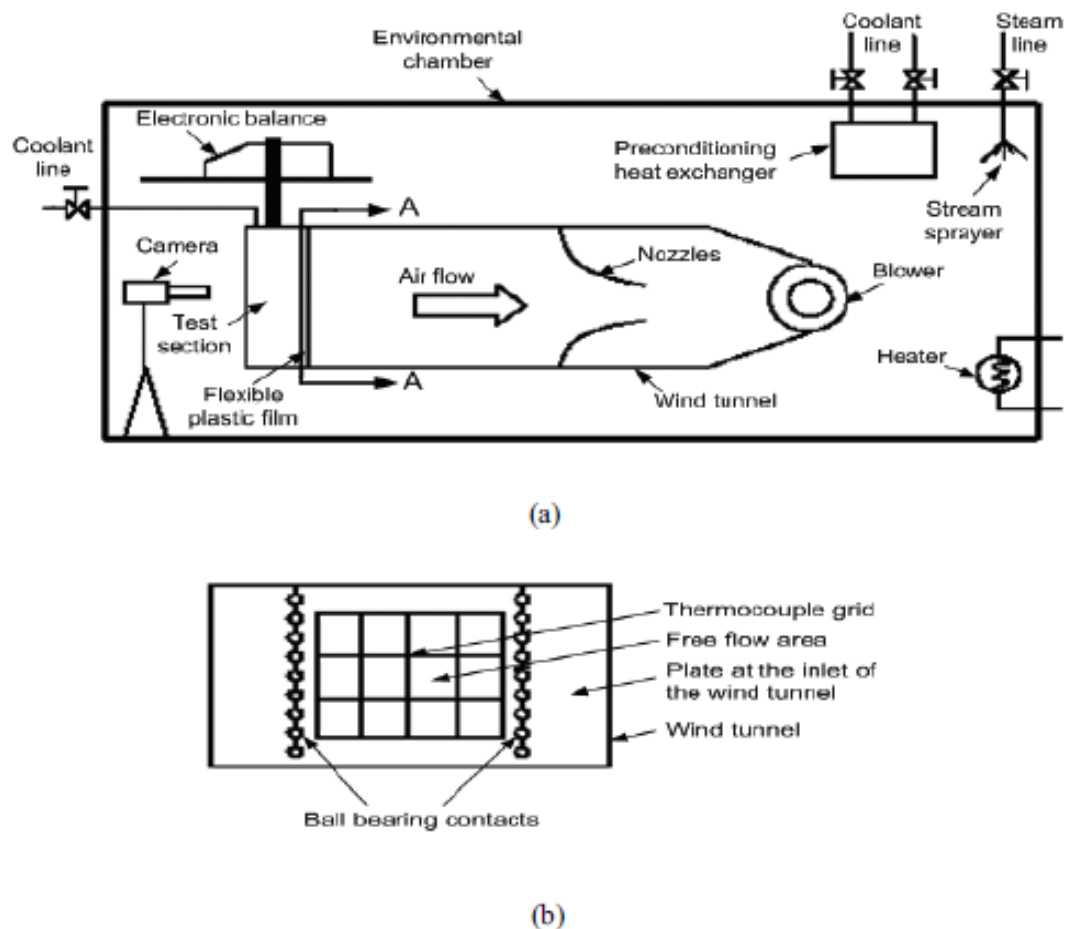 Environmental
chamber
Coolant
line
Steam
line
Electronic balance
Coolant
line
Preconditioning
heat exchanger
Stream
sprayer
A
Camera
Nozzles
Air flow
Blower
Test
section
Heater
A
Flexible
plastic film
Wind tunnel
(a)
Thermocouple grid
Free flow area
Plate at the inlet of
the wind tunnel
Wind tunnel
Ball bearing contacts
(b)